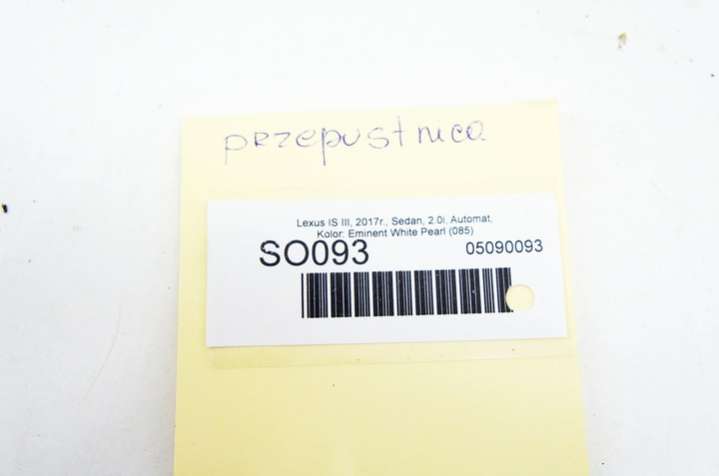 przepustnica
Lexus IS III, 2017r., Sedan, 2.0i, Automat,
Kolor: Eminent White Pearl (085)
SO093 05090093